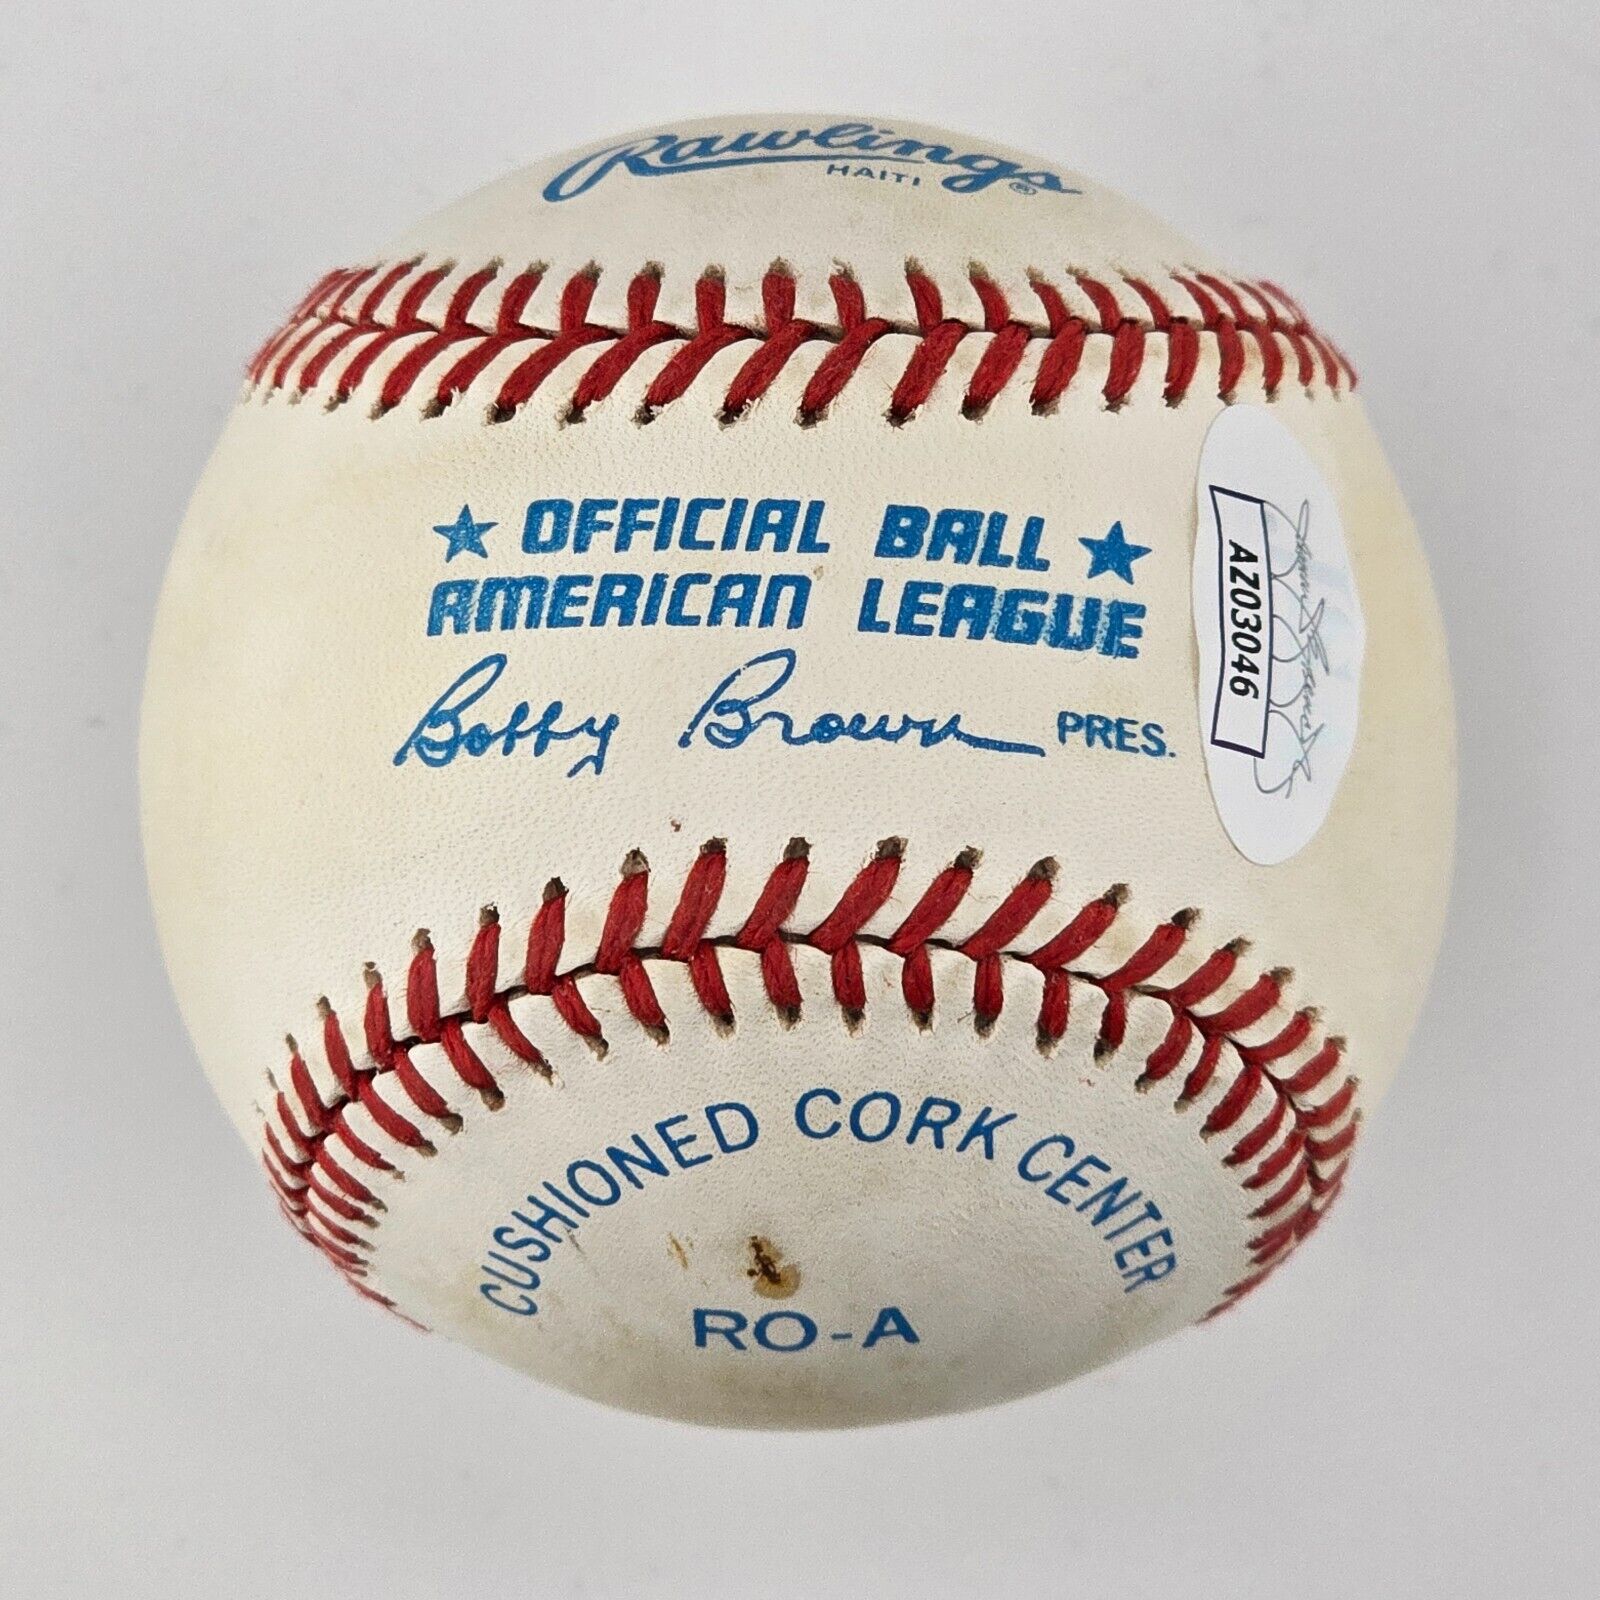 Rawlings®
HAITI
★ OFFICIAL BALL ★
AMERICAN LEAGUE
Bobby Brown PRES.
AZ03046
CUSHIONED CORK CENTER
RO-A